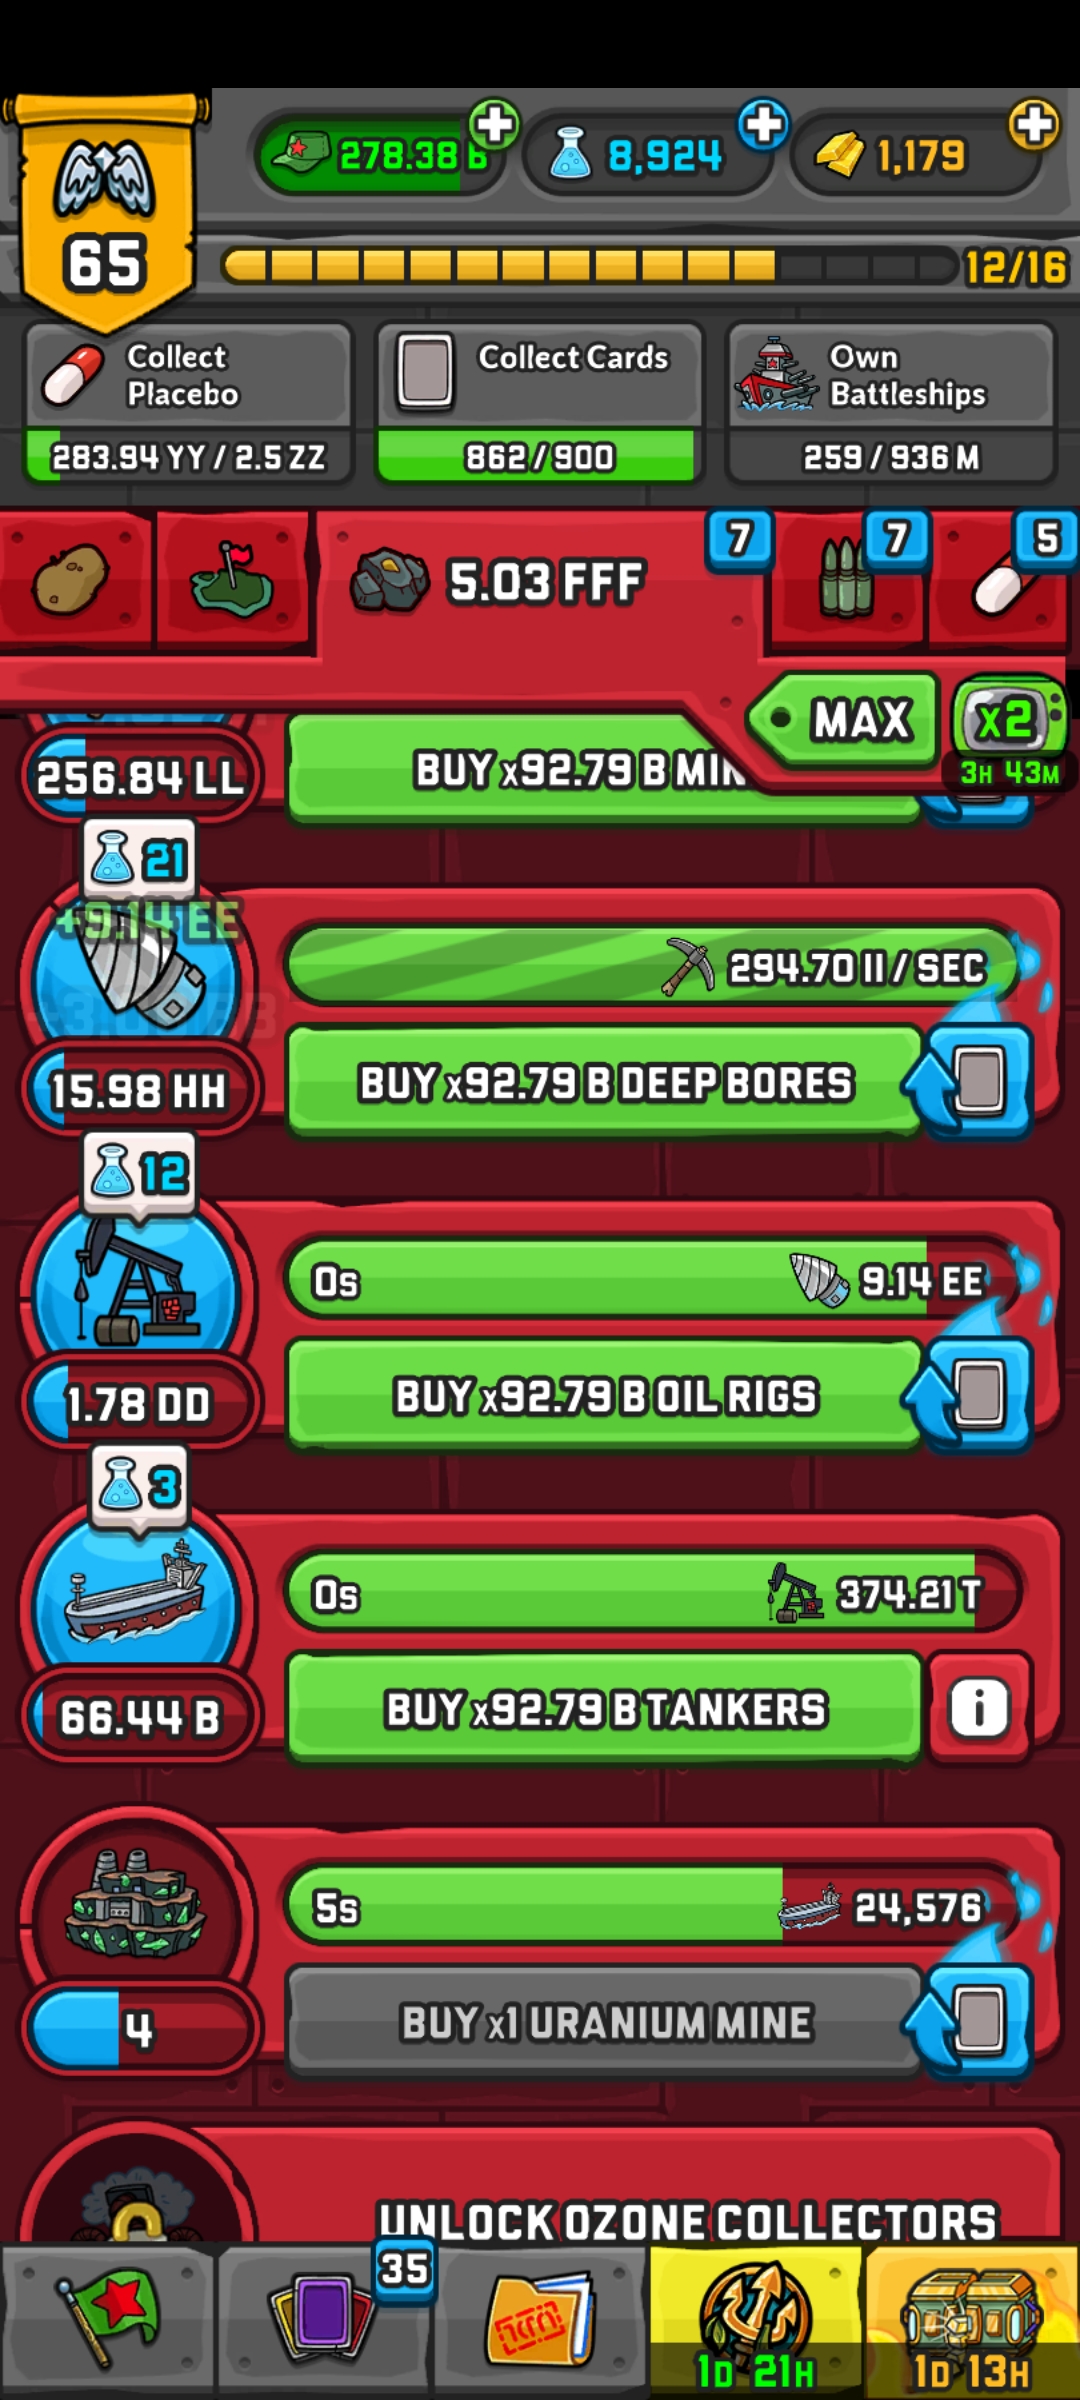 278.38 B
8,924
1,179
65
12/16
Collect
Placebo
Collect Cards
Own
Battleships
283.94 YY / 2.5 ZZ
862/900
259 / 936 M
5.03 FFF
7
7
5
MAX
x2
3H 43M
256.84 LL
BUY x92.79 B
21
+9.14 EE
294.70 II / SEC
15.98 HH
BUY x92.79 B DEEP BORES
12
0s
9.14 EE
1.78 DD
BUY x92.79 B OIL RIGS
3
0s
374.21 T
66.44 B
BUY x92.79 B TANKERS
i
5s
24,576
4
BUY x1 URANIUM MINE
UNLOCK OZONE COLLECTORS
35
1D 21H
1D 13H